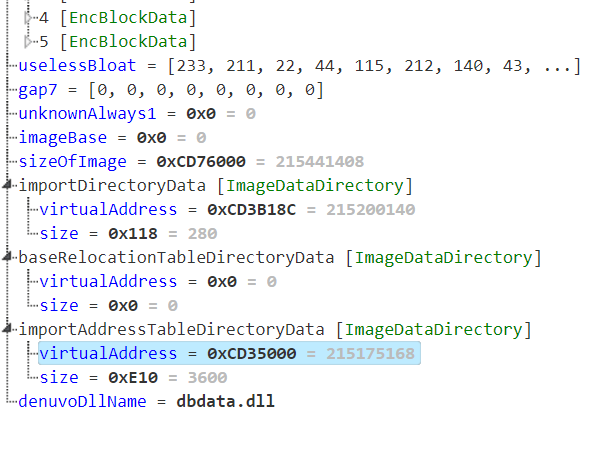 4 [EncBlockData]
5 [EncBlockData]
uselessBloat = [233, 211, 22, 44, 115, 212, 140, 43, ...]
gap7 = [0, 0, 0, 0, 0, 0, 0, 0]
unknownAlways1 = 0x0 = 0
imageBase = 0x0 = 0
sizeOfImage = 0xCD76000 = 215441408
importDirectoryData [ImageDataDirectory]
virtualAddress = 0xCD3B18C = 215200140
size = 0x118 = 280
baseRelocationTableDirectoryData [ImageDataDirectory]
virtualAddress = 0x0 = 0
size = 0x0 = 0
importAddressTableDirectoryData [ImageDataDirectory]
virtualAddress = 0xCD35000 = 215175168
size = 0xE10 = 3600
denuvoDllName = dbdata.dll